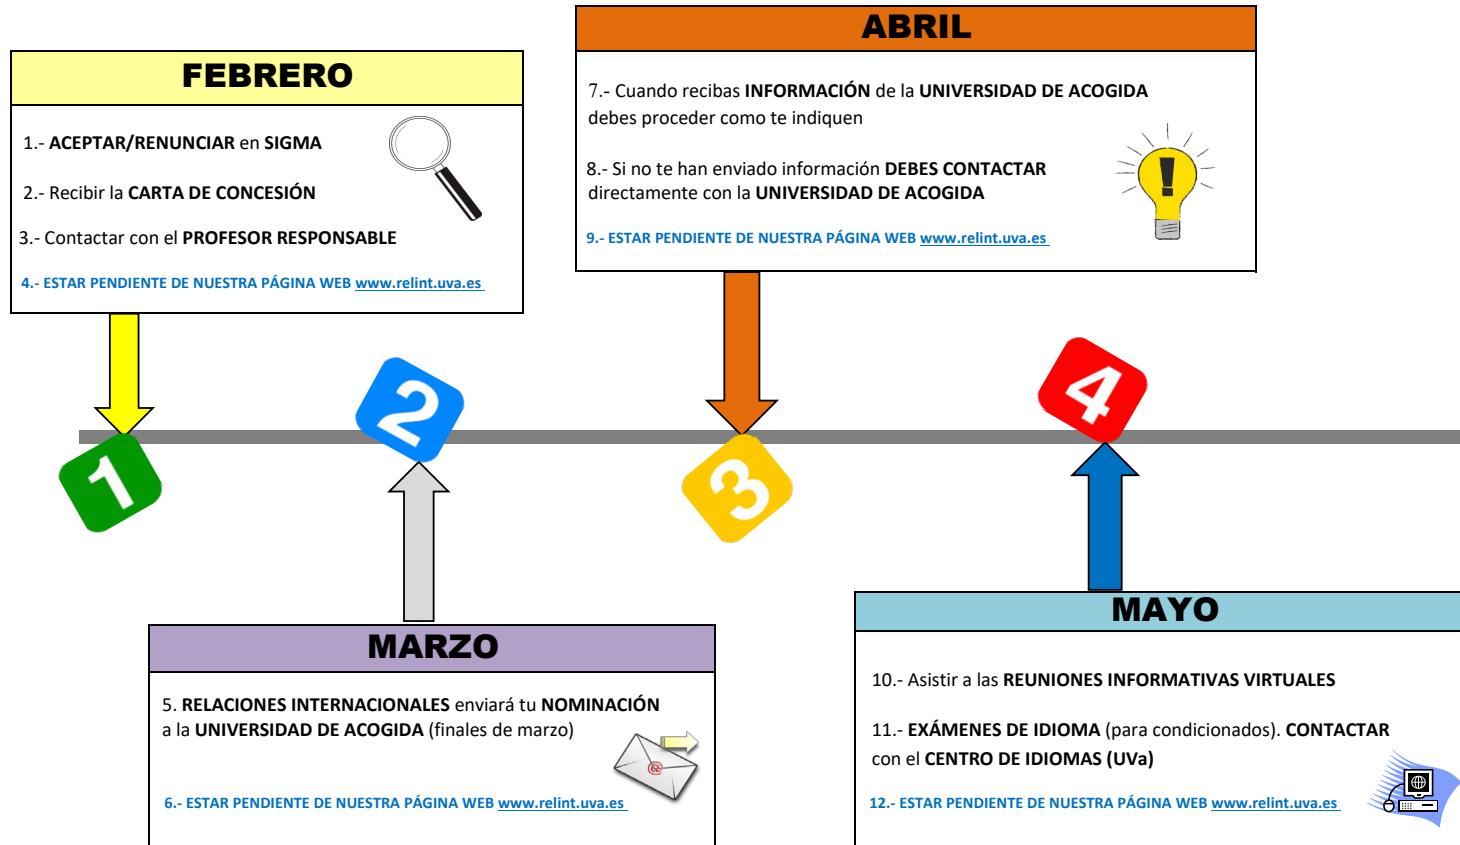 FEBRERO
1.- ACEPTAR/RENUNCIAR en SIGMA
2.- Recibir la CARTA DE CONCESIÓN
3.- Contactar con el PROFESOR RESPONSABLE
4.- ESTAR PENDIENTE DE NUESTRA PÁGINA WEB www.relint.uva.es
ABRIL
7.- Cuando recibas INFORMACIÓN de la UNIVERSIDAD DE ACOGIDA
debes proceder como te indiquen
8.- Si no te han enviado información DEBES CONTACTAR
directamente con la UNIVERSIDAD DE ACOGIDA
9.- ESTAR PENDIENTE DE NUESTRA PÁGINA WEB www.relint.uva.es
1
2
3
4
MARZO
5. RELACIONES INTERNACIONALES enviará tu NOMINACIÓN
a la UNIVERSIDAD DE ACOGIDA (finales de marzo)
@
6.- ESTAR PENDIENTE DE NUESTRA PÁGINA WEB www.relint.uva.es
MAYO
10.- Asistir a las REUNIONES INFORMATIVAS VIRTUALES
11.- EXÁMENES DE IDIOMA (para condicionados). CONTACTAR
con el CENTRO DE IDIOMAS (UVa)
12.- ESTAR PENDIENTE DE NUESTRA PÁGINA WEB www.relint.uva.es